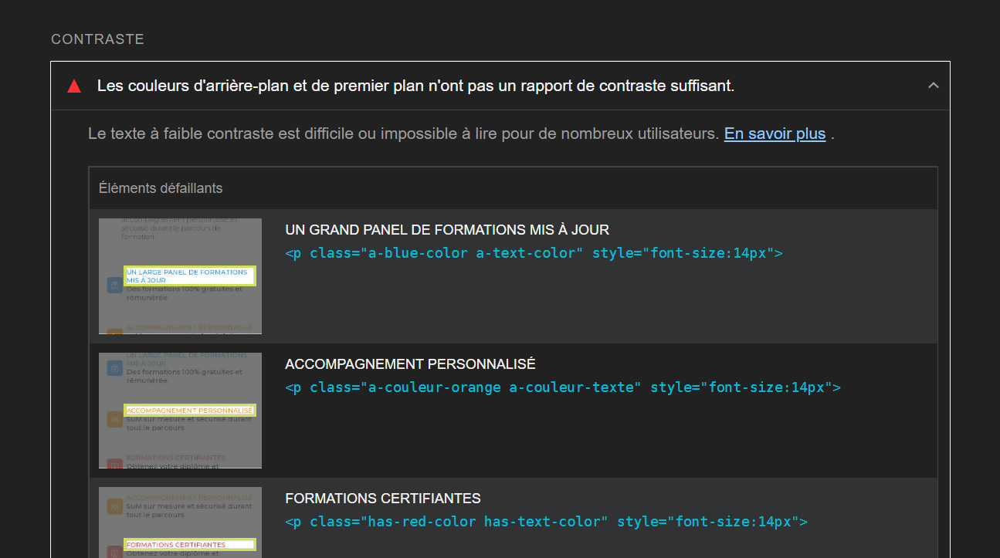 CONTRASTE
Les couleurs d'arrière-plan et de premier plan n'ont pas un rapport de contraste suffisant.
Le texte à faible contraste est difficile ou impossible à lire pour de nombreux utilisateurs. En savoir plus .
Éléments défaillants
accompagnement personnalisé et
sécurisé durant le parcours de
formation
UN LARGE PANEL DE FORMATIONS
MIS À JOUR
Des formations 100% gratuites et
rémunérée
ACCOMPAGNEMENT PERSONNALISÉ
UN GRAND PANEL DE FORMATIONS MIS À JOUR
<p class="a-blue-color a-text-color" style="font-size:14px">
UN LARGE PANEL DE FORMATIONS
MIS À JOUR
Des formations 100% gratuites et
rémunérée
ACCOMPAGNEMENT PERSONNALISÉ
Suivi sur mesure et sécurisé durant
tout le parcours
FORMATIONS CERTIFIANTES
Obtenez votre diplôme et
ACCOMPAGNEMENT PERSONNALISÉ
<p class="a-couleur-orange a-couleur-texte" style="font-size:14px">
ACCOMPAGNEMENT PERSONNALISÉ
Suivi sur mesure et sécurisé durant
tout le parcours
FORMATIONS CERTIFIANTES
Obtenez votre diplôme et
FORMATIONS CERTIFIANTES
<p class="has-red-color has-text-color" style="font-size:14px">